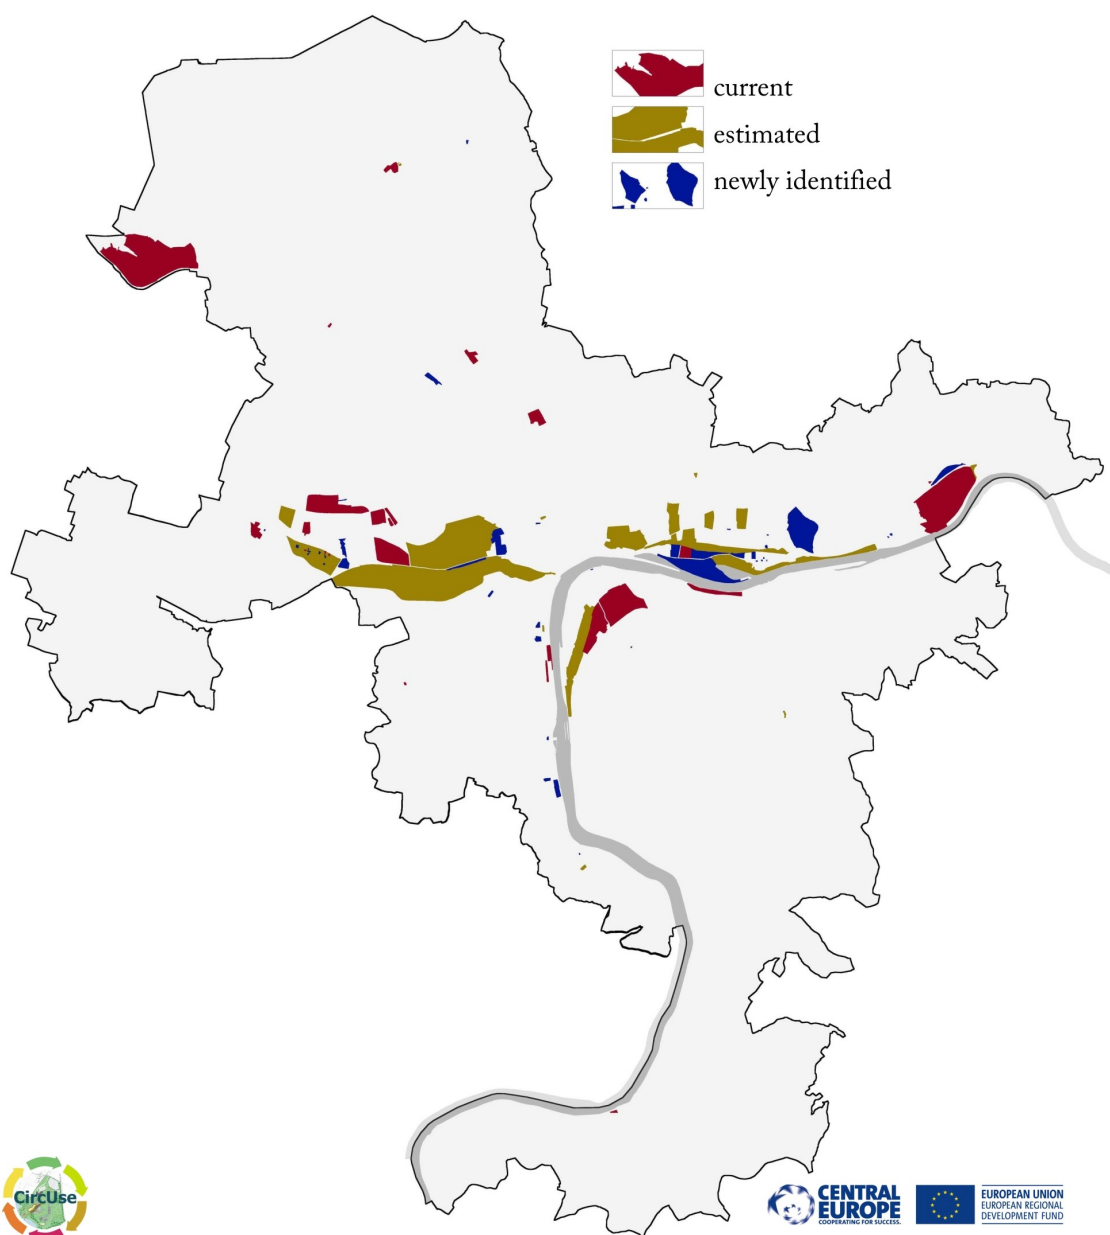 current
estimated
newly identified
CircUse
CENTRAL
EUROPE
COOPERATING FOR SUCCESS.
EUROPEAN UNION
EUROPEAN REGIONAL
DEVELOPMENT FUND